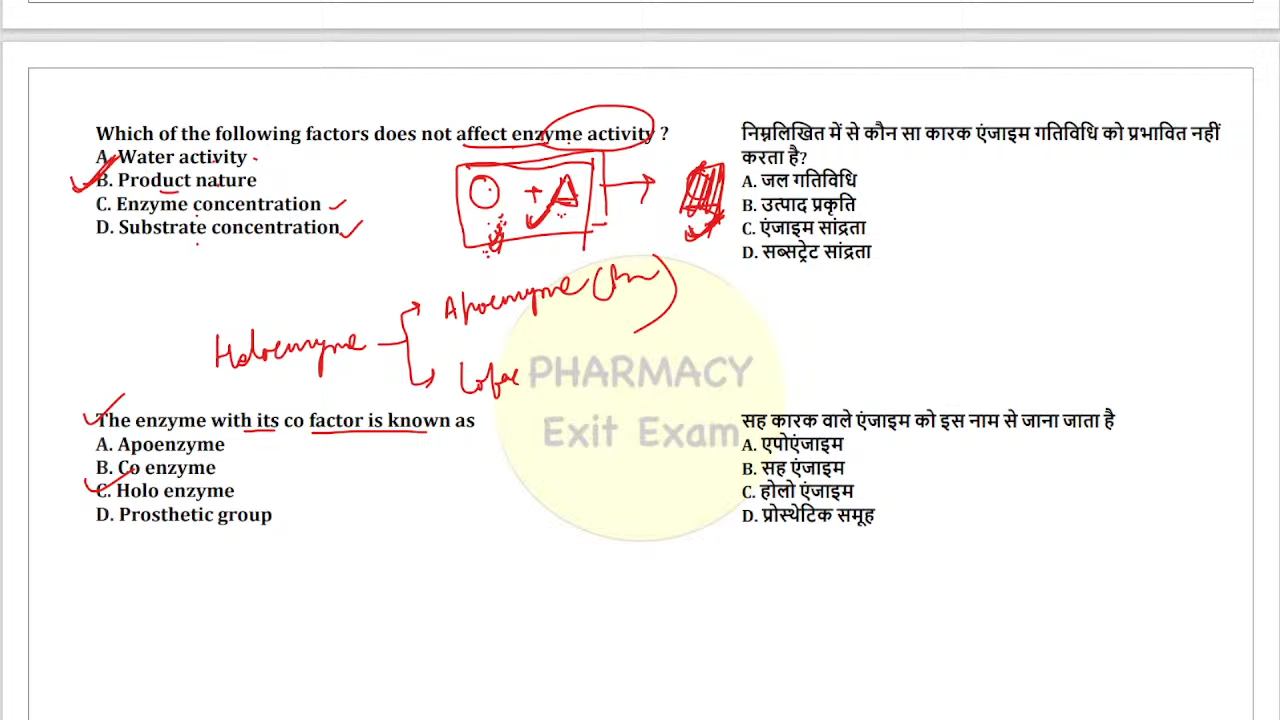 Which of the following factors does not affect enzyme activity ?
A. Water activity
B. Product nature
C. Enzyme concentration
D. Substrate concentration
निम्नलिखित में से कौन सा कारक एंजाइम गतिविधि को प्रभावित नहीं
करता है?
A. जल गतिविधि
B. उत्पाद प्रकृति
C. एंजाइम सांद्रता
D. सब्सट्रेट सांद्रता
Holoenzyme
Apoenzyme
Cofac
PHARMACY
Exit Exam
The enzyme with its co factor is known as
A. Apoenzyme
B. Co enzyme
C. Holo enzyme
D. Prosthetic group
सह कारक वाले एंजाइम को इस नाम से जाना जाता है
A. एपोएंजाइम
B. सह एंजाइम
C. होलो एंजाइम
D. प्रोस्थेटिक समूह